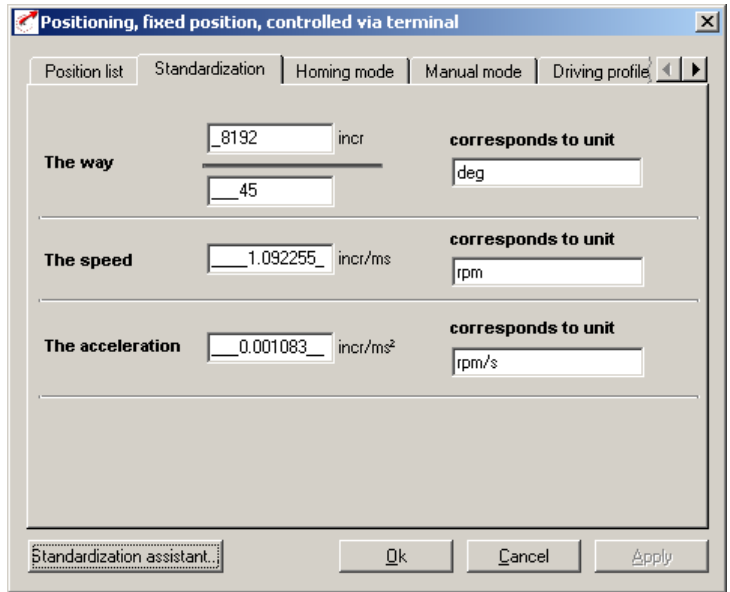 Positioning, fixed position, controlled via terminal
Position list Standardization Homing mode Manual mode Driving profile
_8192 incr corresponds to unit
The way deg
___45
corresponds to unit
The speed ____1.092255_ incr/ms rpm
corresponds to unit
The acceleration ___0.001083__ incr/ms² rpm/s
Standardization assistant... Ok Cancel Apply